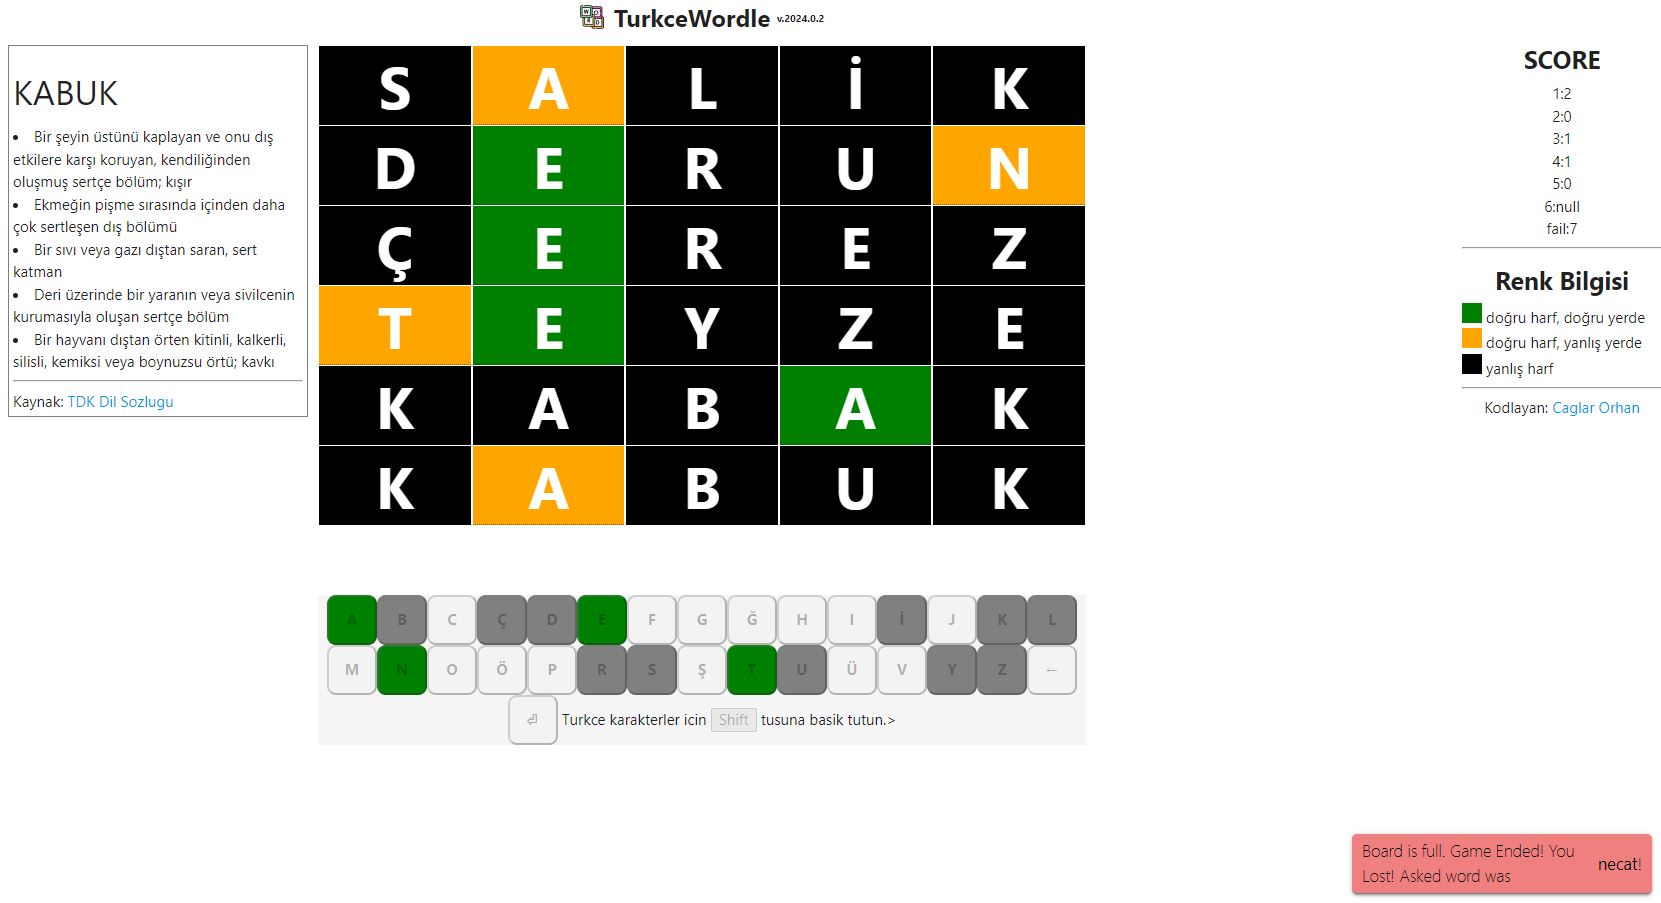 TurkceWordle v.2024.0.2
KABUK
• Bir şeyin üstünü kaplayan ve onu dış
etkilere karşı koruyan, kendiliğinden
oluşmuş sertçe bölüm; kışır
• Ekmeğin pişme sırasında içinden daha
çok sertleşen dış bölümü
• Bir sıvı veya gazı dıştan saran, sert
katman
• Deri üzerinde bir yaranın veya sivilcenin
kurumasıyla oluşan sertçe bölüm
• Bir hayvanı dıştan örten kitinli, kalkerli,
silisli, kemiksi veya boynuzsu örtü; kavkı
Kaynak: TDK Dil Sozlugu
S A L İ K
D E R U N
Ç E R E Z
T E Y Z E
K A B A K
K A B U K
A B C Ç D E F G Ğ H I İ J K L
M N O Ö P R S Ş T U Ü V Y Z ←
⏎ Turkce karakterler icin Shift tusuna basik tutun.>
SCORE
1:2
2:0
3:1
4:1
5:0
6:null
fail:7
Renk Bilgisi
doğru harf, doğru yerde
doğru harf, yanlış yerde
yanlış harf
Kodlayan: Caglar Orhan
Board is full. Game Ended! You
Lost! Asked word was necat!